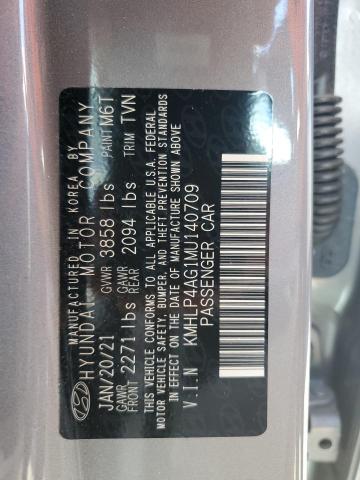 MANUFACTURED IN KOREA BY
HYUNDAI MOTOR COMPANY
JAN/20/21 GVWR 3858 lbs PAINT M6T
GAWR FRONT 2271 lbs GAWR REAR 2094 lbs TRIM TVN
THIS VEHICLE CONFORMS TO ALL APPLICABLE U.S.A. FEDERAL
MOTOR VEHICLE SAFETY, BUMPER, AND THEFT PREVENTION STANDARDS
IN EFFECT ON THE DATE OF MANUFACTURE SHOWN ABOVE
V.I.N KMHLP4AG1MU140709
PASSENGER CAR